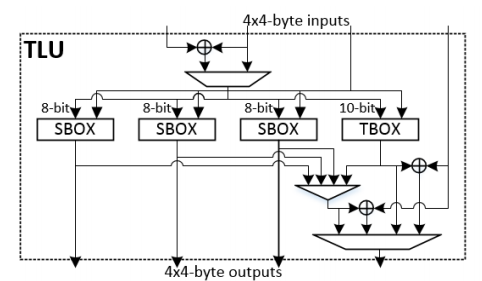 4x4-byte inputs
TLU
8-bit 8-bit 8-bit 10-bit
SBOX SBOX SBOX TBOX
4x4-byte outputs